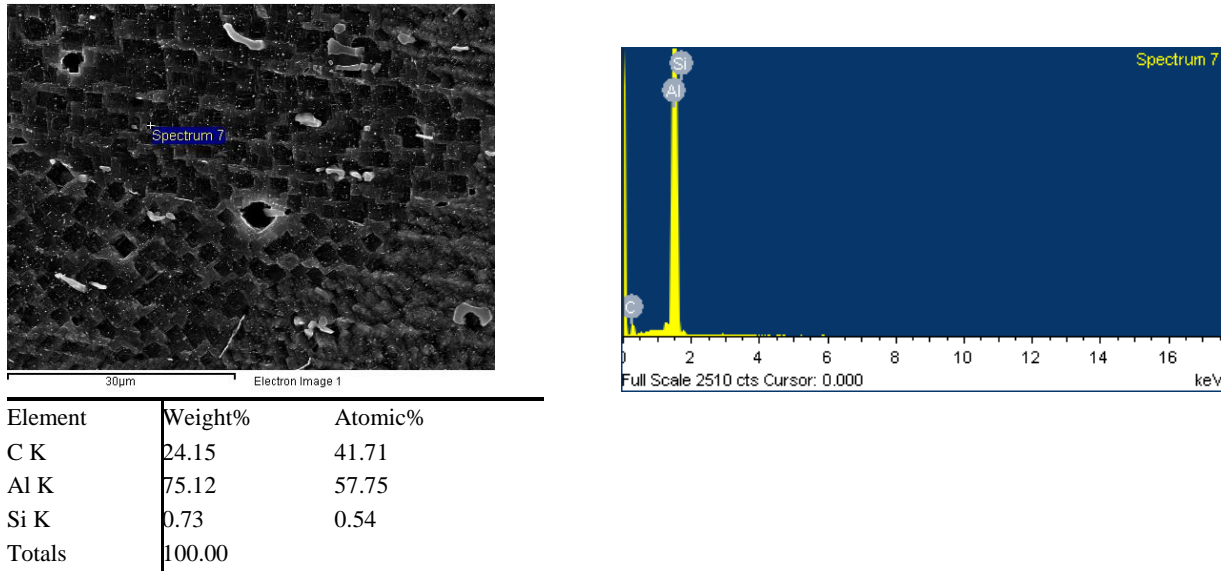 Spectrum 7
30µm Electron Image 1
Spectrum 7
Si
Al
C
2 4 6 8 10 12 14 16
Full Scale 2510 cts Cursor: 0.000 keV
Element Weight% Atomic%
C K 24.15 41.71
Al K 75.12 57.75
Si K 0.73 0.54
Totals 100.00